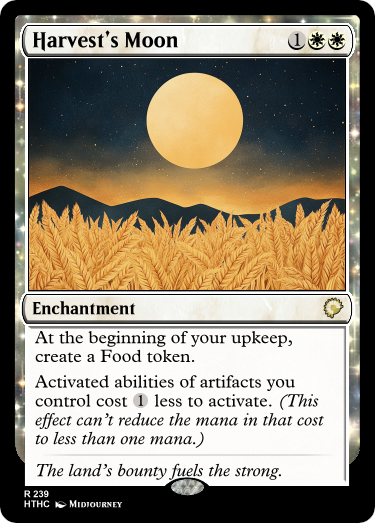 Harvest's Moon 1
Enchantment
At the beginning of your upkeep,
create a Food token.
Activated abilities of artifacts you
control cost 1 less to activate. (This
effect can't reduce the mana in that cost
to less than one mana.)
The land's bounty fuels the strong.
R 239
HTHC Midjourney